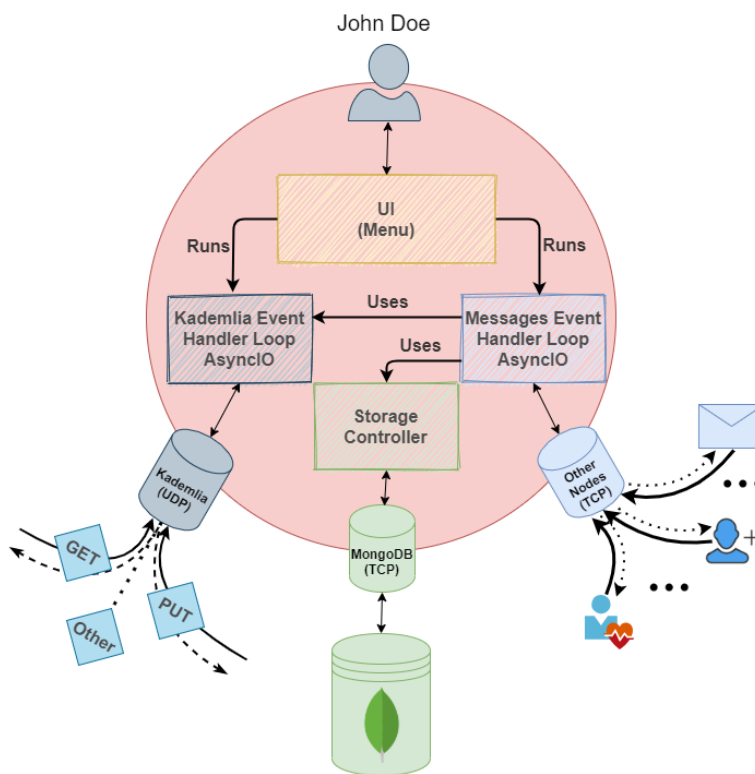 John Doe
UI
(Menu)
Runs
Runs
Kademlia Event
Handler Loop
AsyncIO
Uses
Messages Event
Handler Loop
AsyncIO
Uses
Storage
Controller
Kademlia
(UDP)
MongoDB
(TCP)
Other
Nodes
(TCP)
GET
PUT
Other